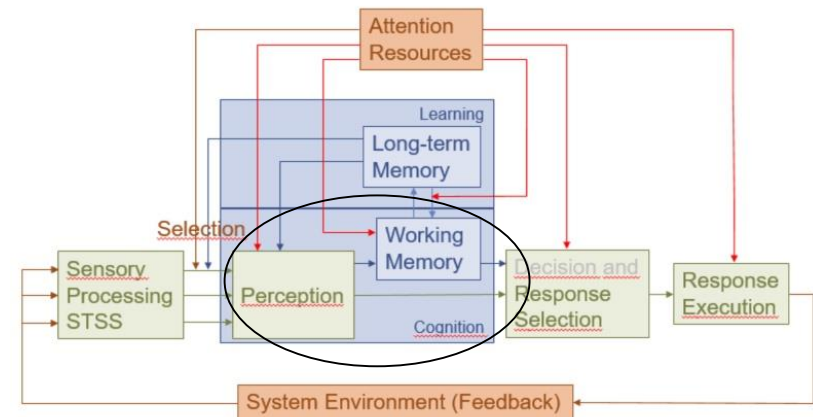 Attention
Resources
Learning
Long-term
Memory
Selection
Working
Memory
Sensory
Processing
STSS
Perception
Decision and
Response
Selection
Response
Execution
Cognition
System Environment (Feedback)